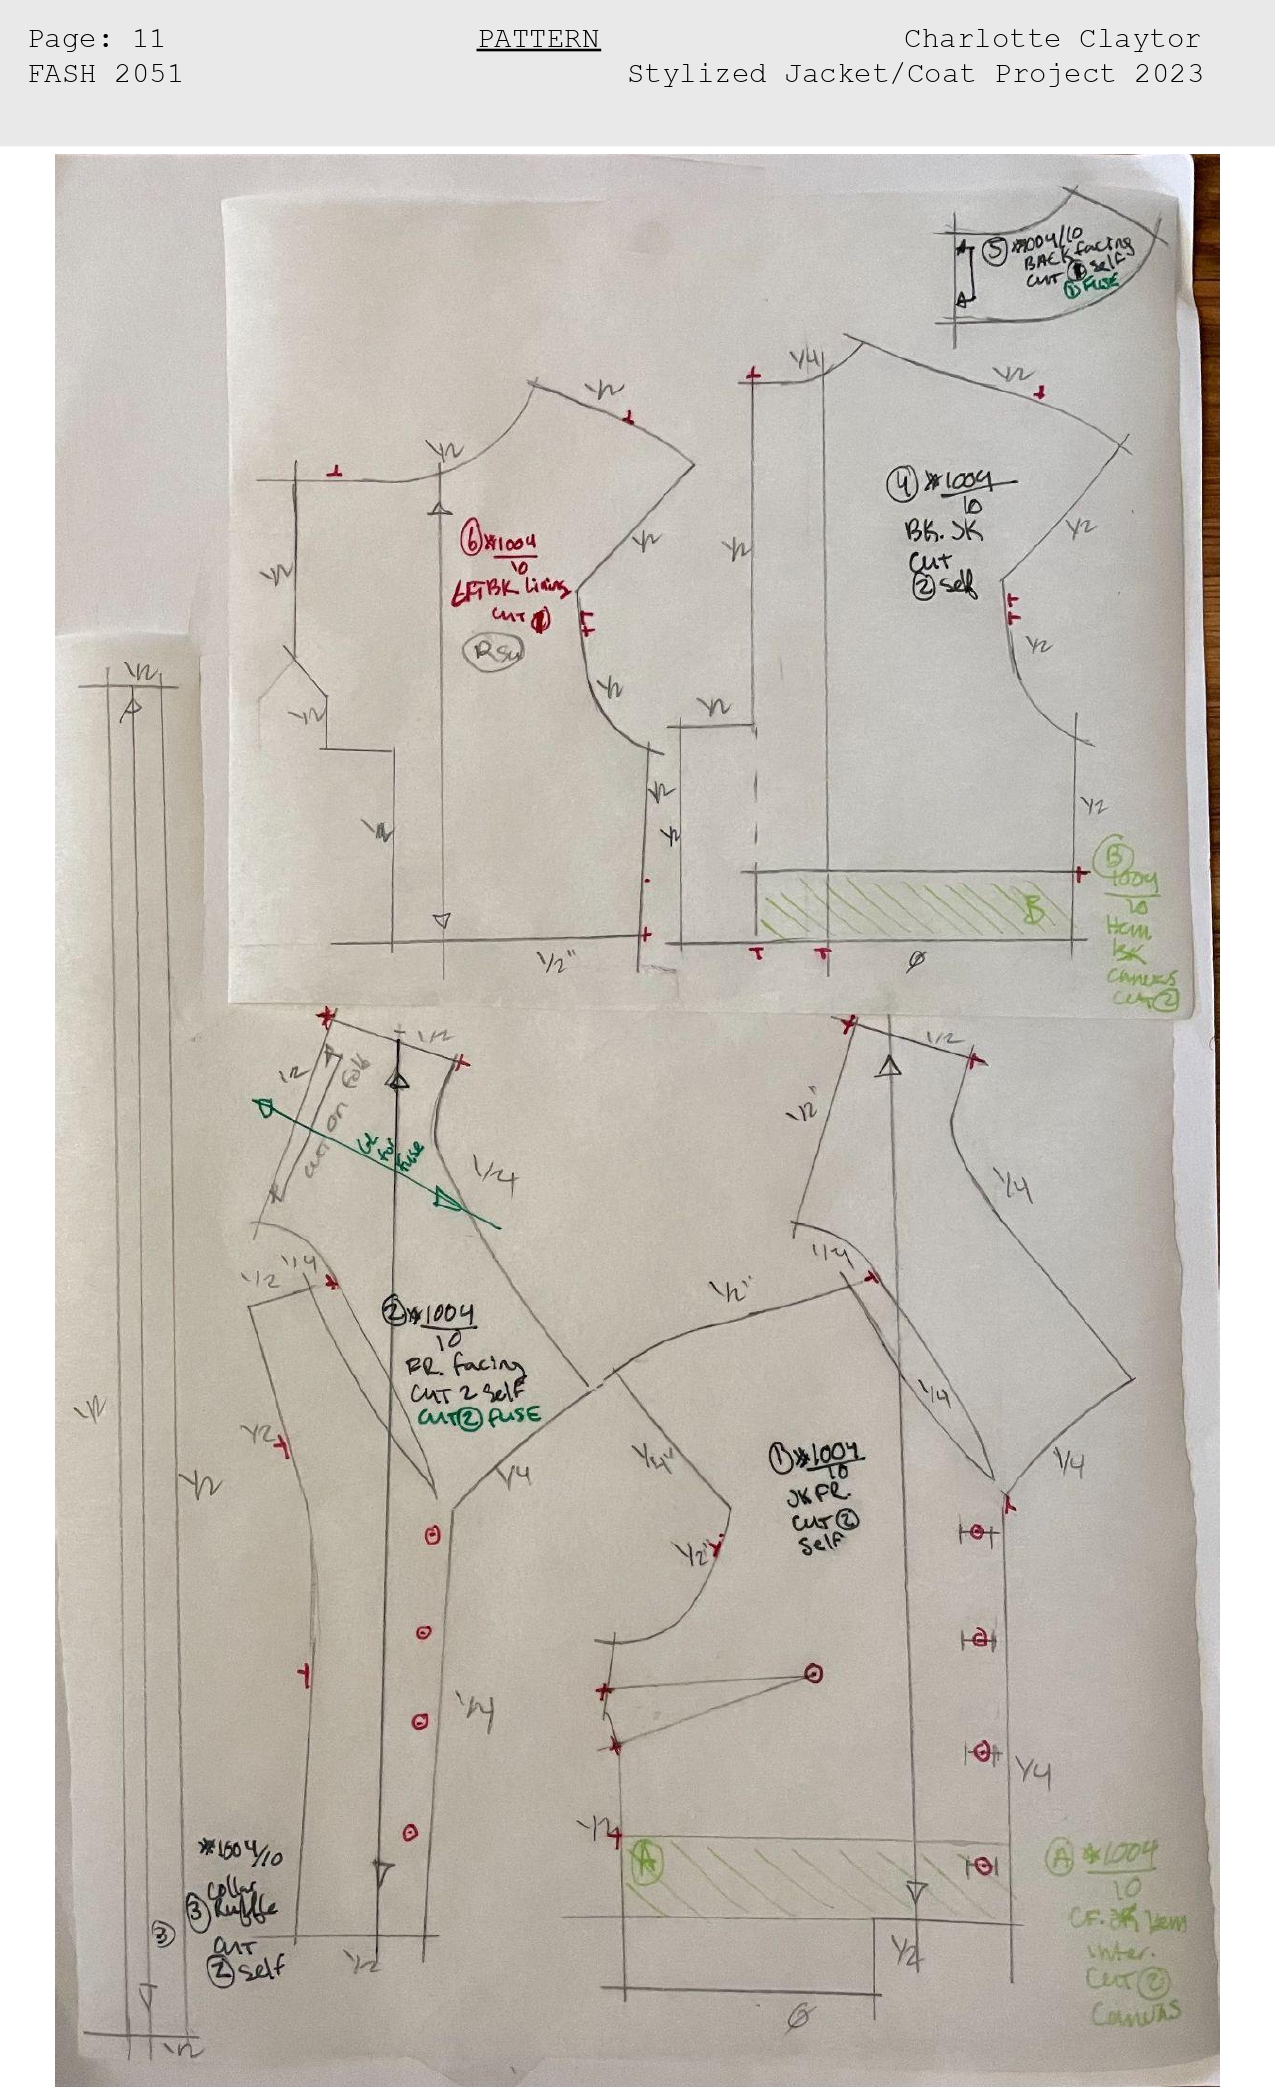 Page: 11
FASH 2051
PATTERN
Charlotte Claytor
Stylized Jacket/Coat Project 2023
5 *1004/10
BACK facing
CUT 1 self
1 FUSE
1/4
1/2
1/2
1/2
6 *1004
10
LFT BK Lining
CUT 1
4 *1004
10
BK. JK
CUT
2 self
1/2
1/2
1/2
1/2
1/2
1/2
1/2
1/2
1/2
1/2
1/2
1/2
B
B
1004
10
Hem
BK
Canvas
CUT 2
1/2"
Ø
1/2
1/2
1/2
CUT on fold
GL
for
fuse
1/4
1/2"
1/4
1/2
1/4
1/4
1/2"
2 *1004
10
FR. facing
CUT 2 self
CUT 2 FUSE
1/2
1/4
1/4
1/4
1/4"
1 *1004
10
JK FR.
CUT 2
self
1/2
1/2
1/2"
1/4
1/4
1/2
A
A *1004
10
CF. JK Hem
inter.
CUT 2
Canvas
*1004/10
Collar
3 Ruffle
3
CUT
2 self
1/2
1/2
Ø
1/2